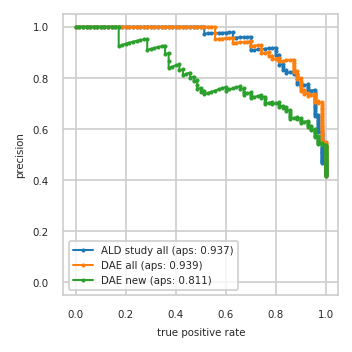 1.0
0.8
0.6
0.4
0.2
0.0
precision
ALD study all (aps: 0.937)
DAE all (aps: 0.939)
DAE new (aps: 0.811)
0.0 0.2 0.4 0.6 0.8 1.0
true positive rate